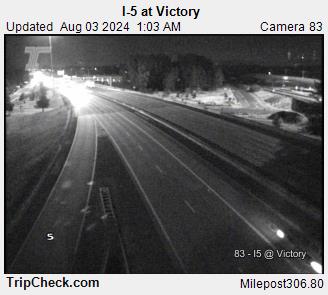 I-5 at Victory
Updated Aug 03 2024 1:03 AM Camera 83
S
83 - I5 @ Victory
TripCheck.com Milepost306.80